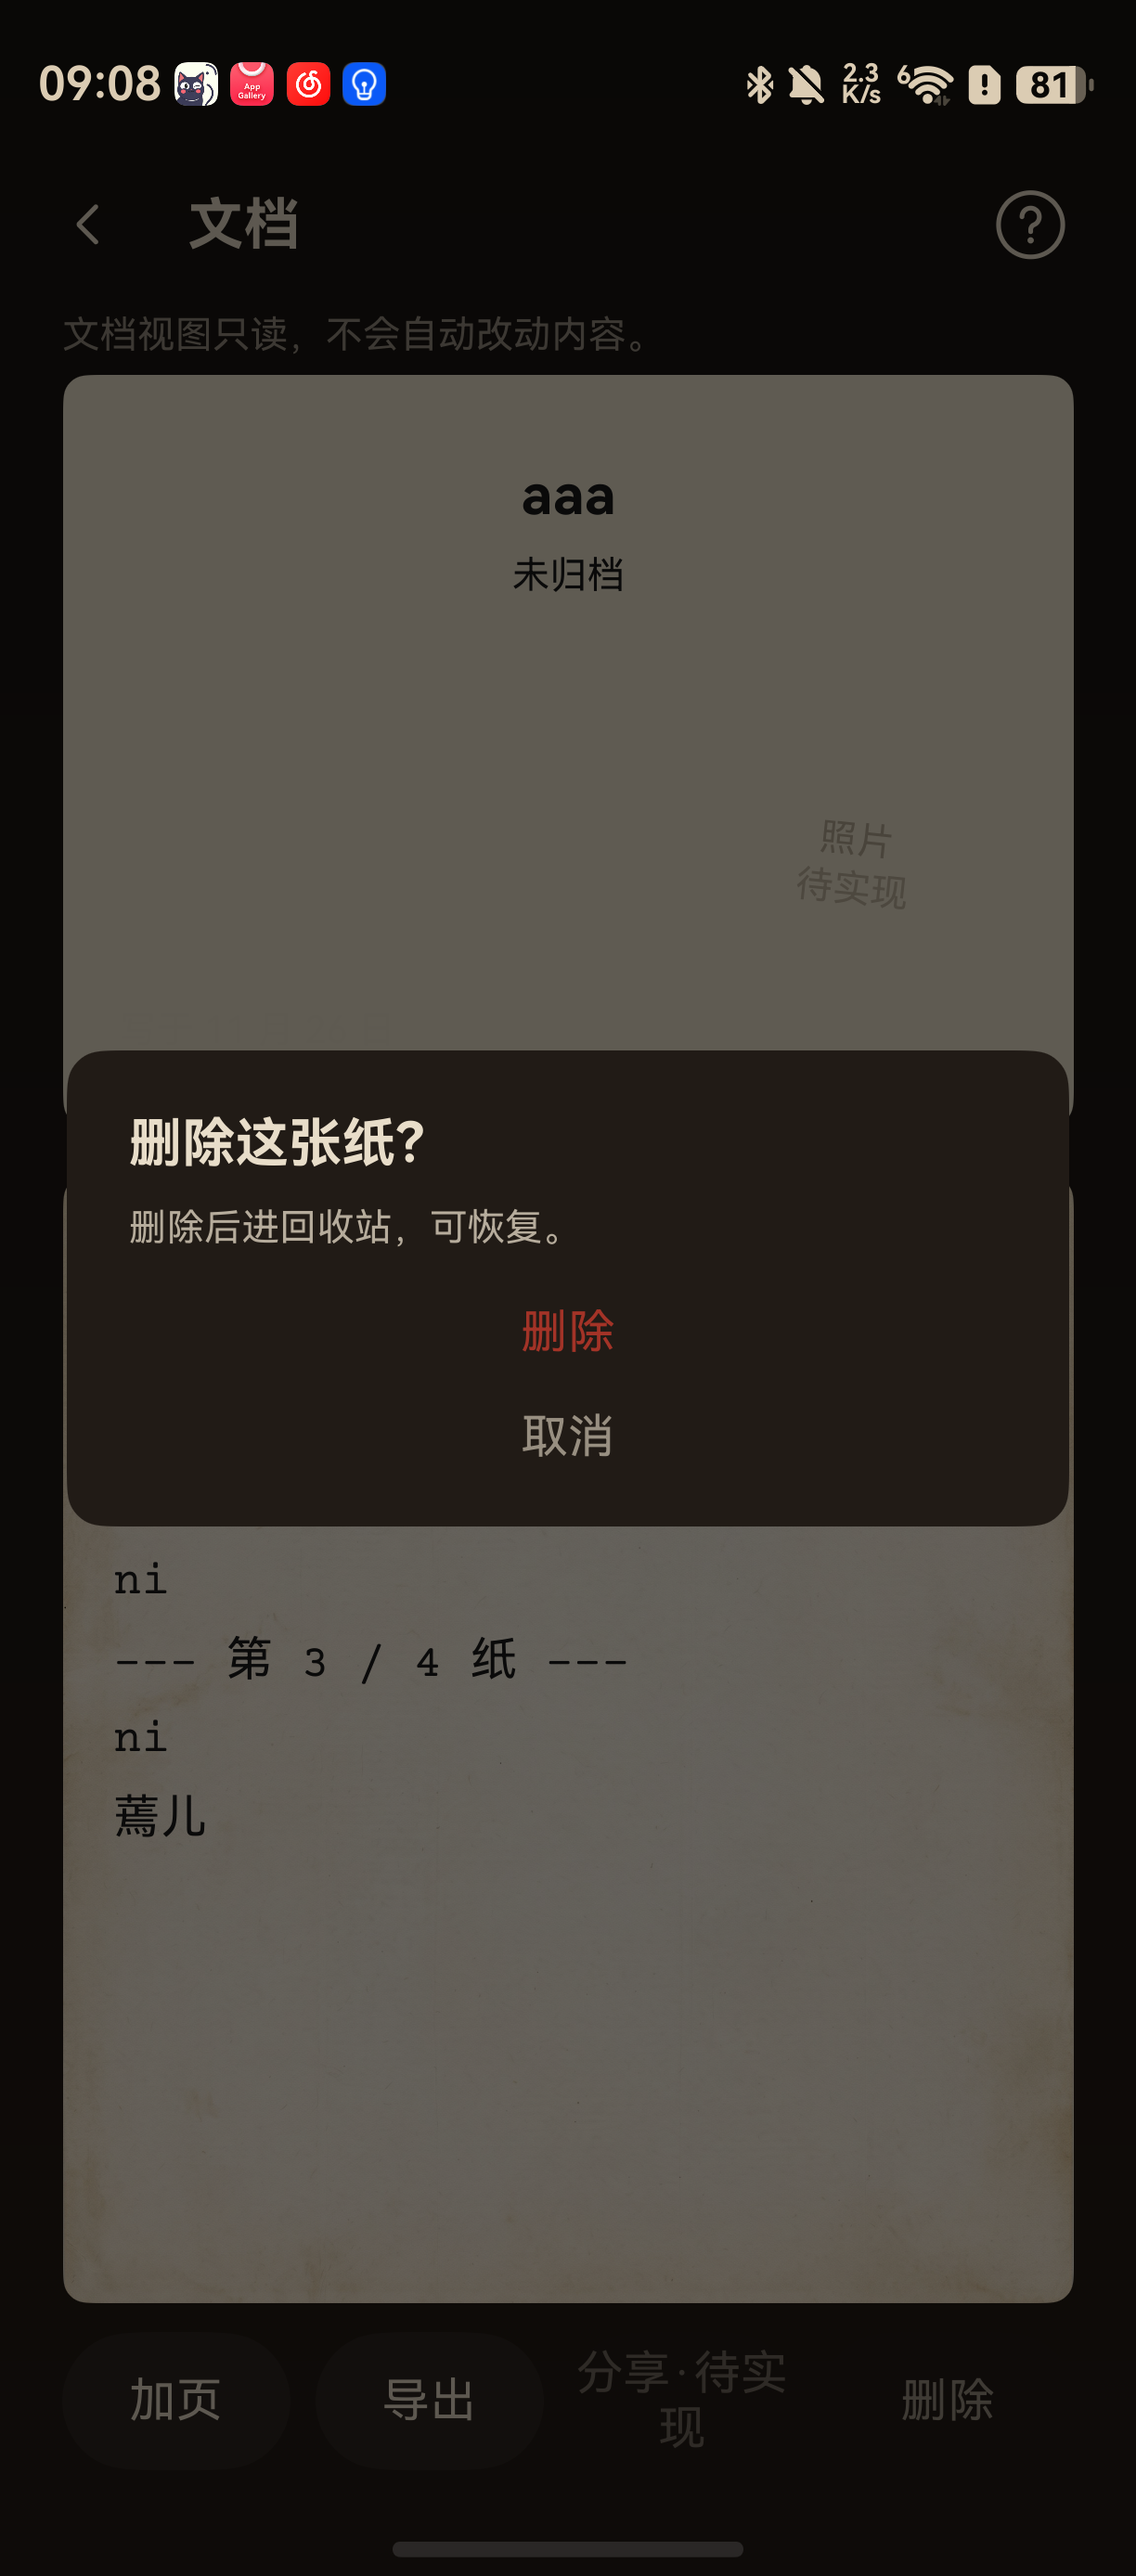 09:08
App
Gallery
2.3
K/s
6
81
文档
文档视图只读，不会自动改动内容。
aaa
未归档
照片
待实现
删除这张纸?
删除后进回收站，可恢复。
删除
取消
ni
--- 第 3 / 4 纸 ---
ni
蔫儿
加页
导出
分享·待实
现
删除